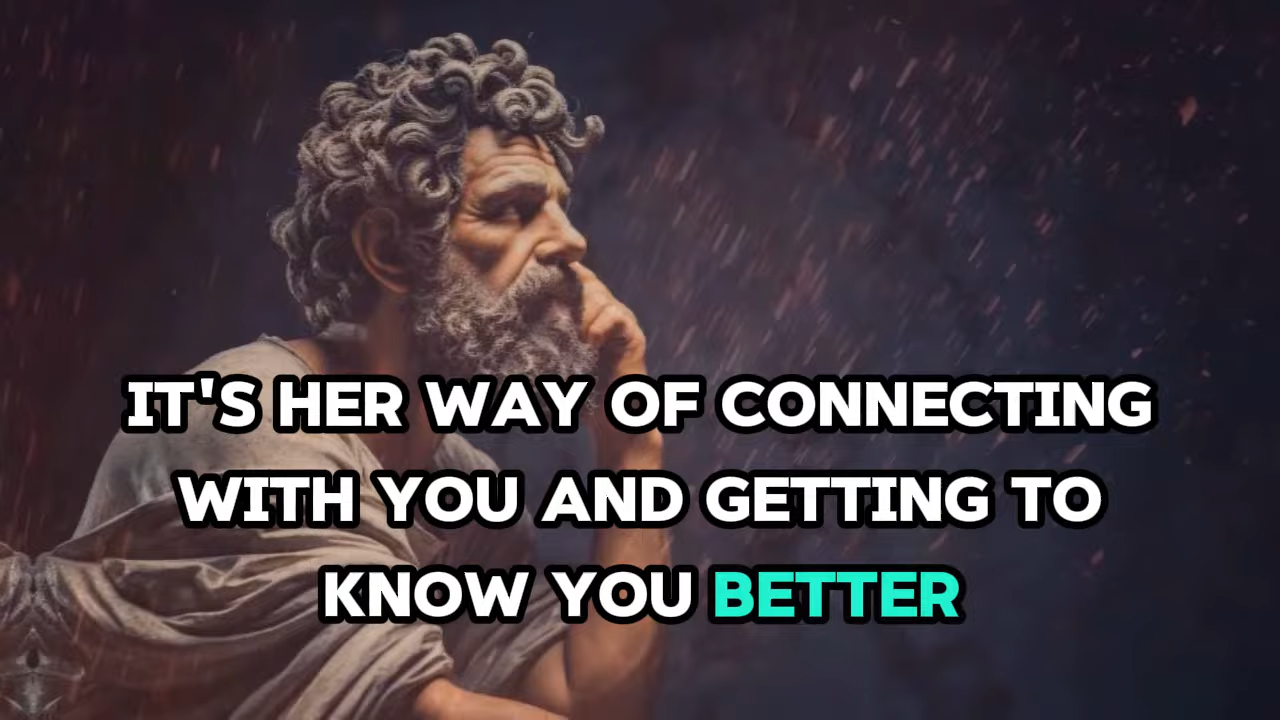 IT'S HER WAY OF CONNECTING
WITH YOU AND GETTING TO
KNOW YOU BETTER